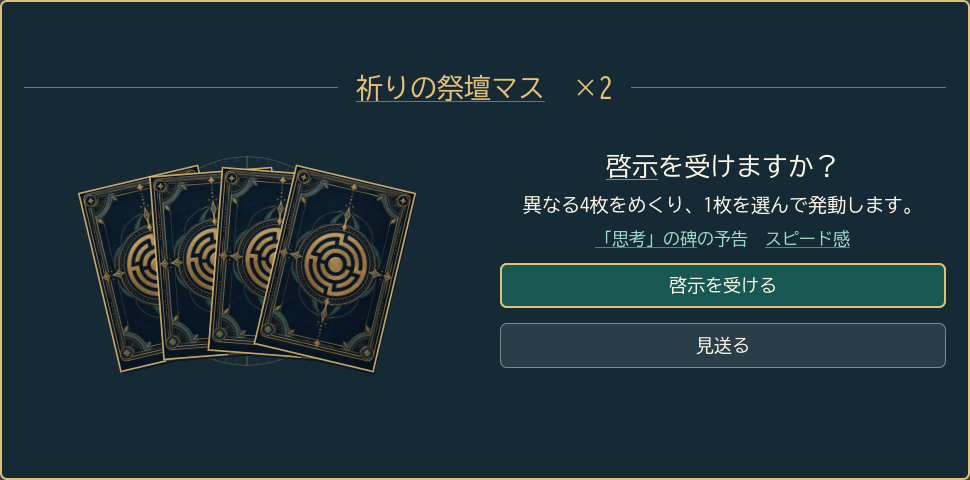 祈りの祭壇マス　×2
啓示を受けますか？
異なる4枚をめくり、1枚を選んで発動します。
「思考」の碑の予告　スピード感
啓示を受ける
見送る